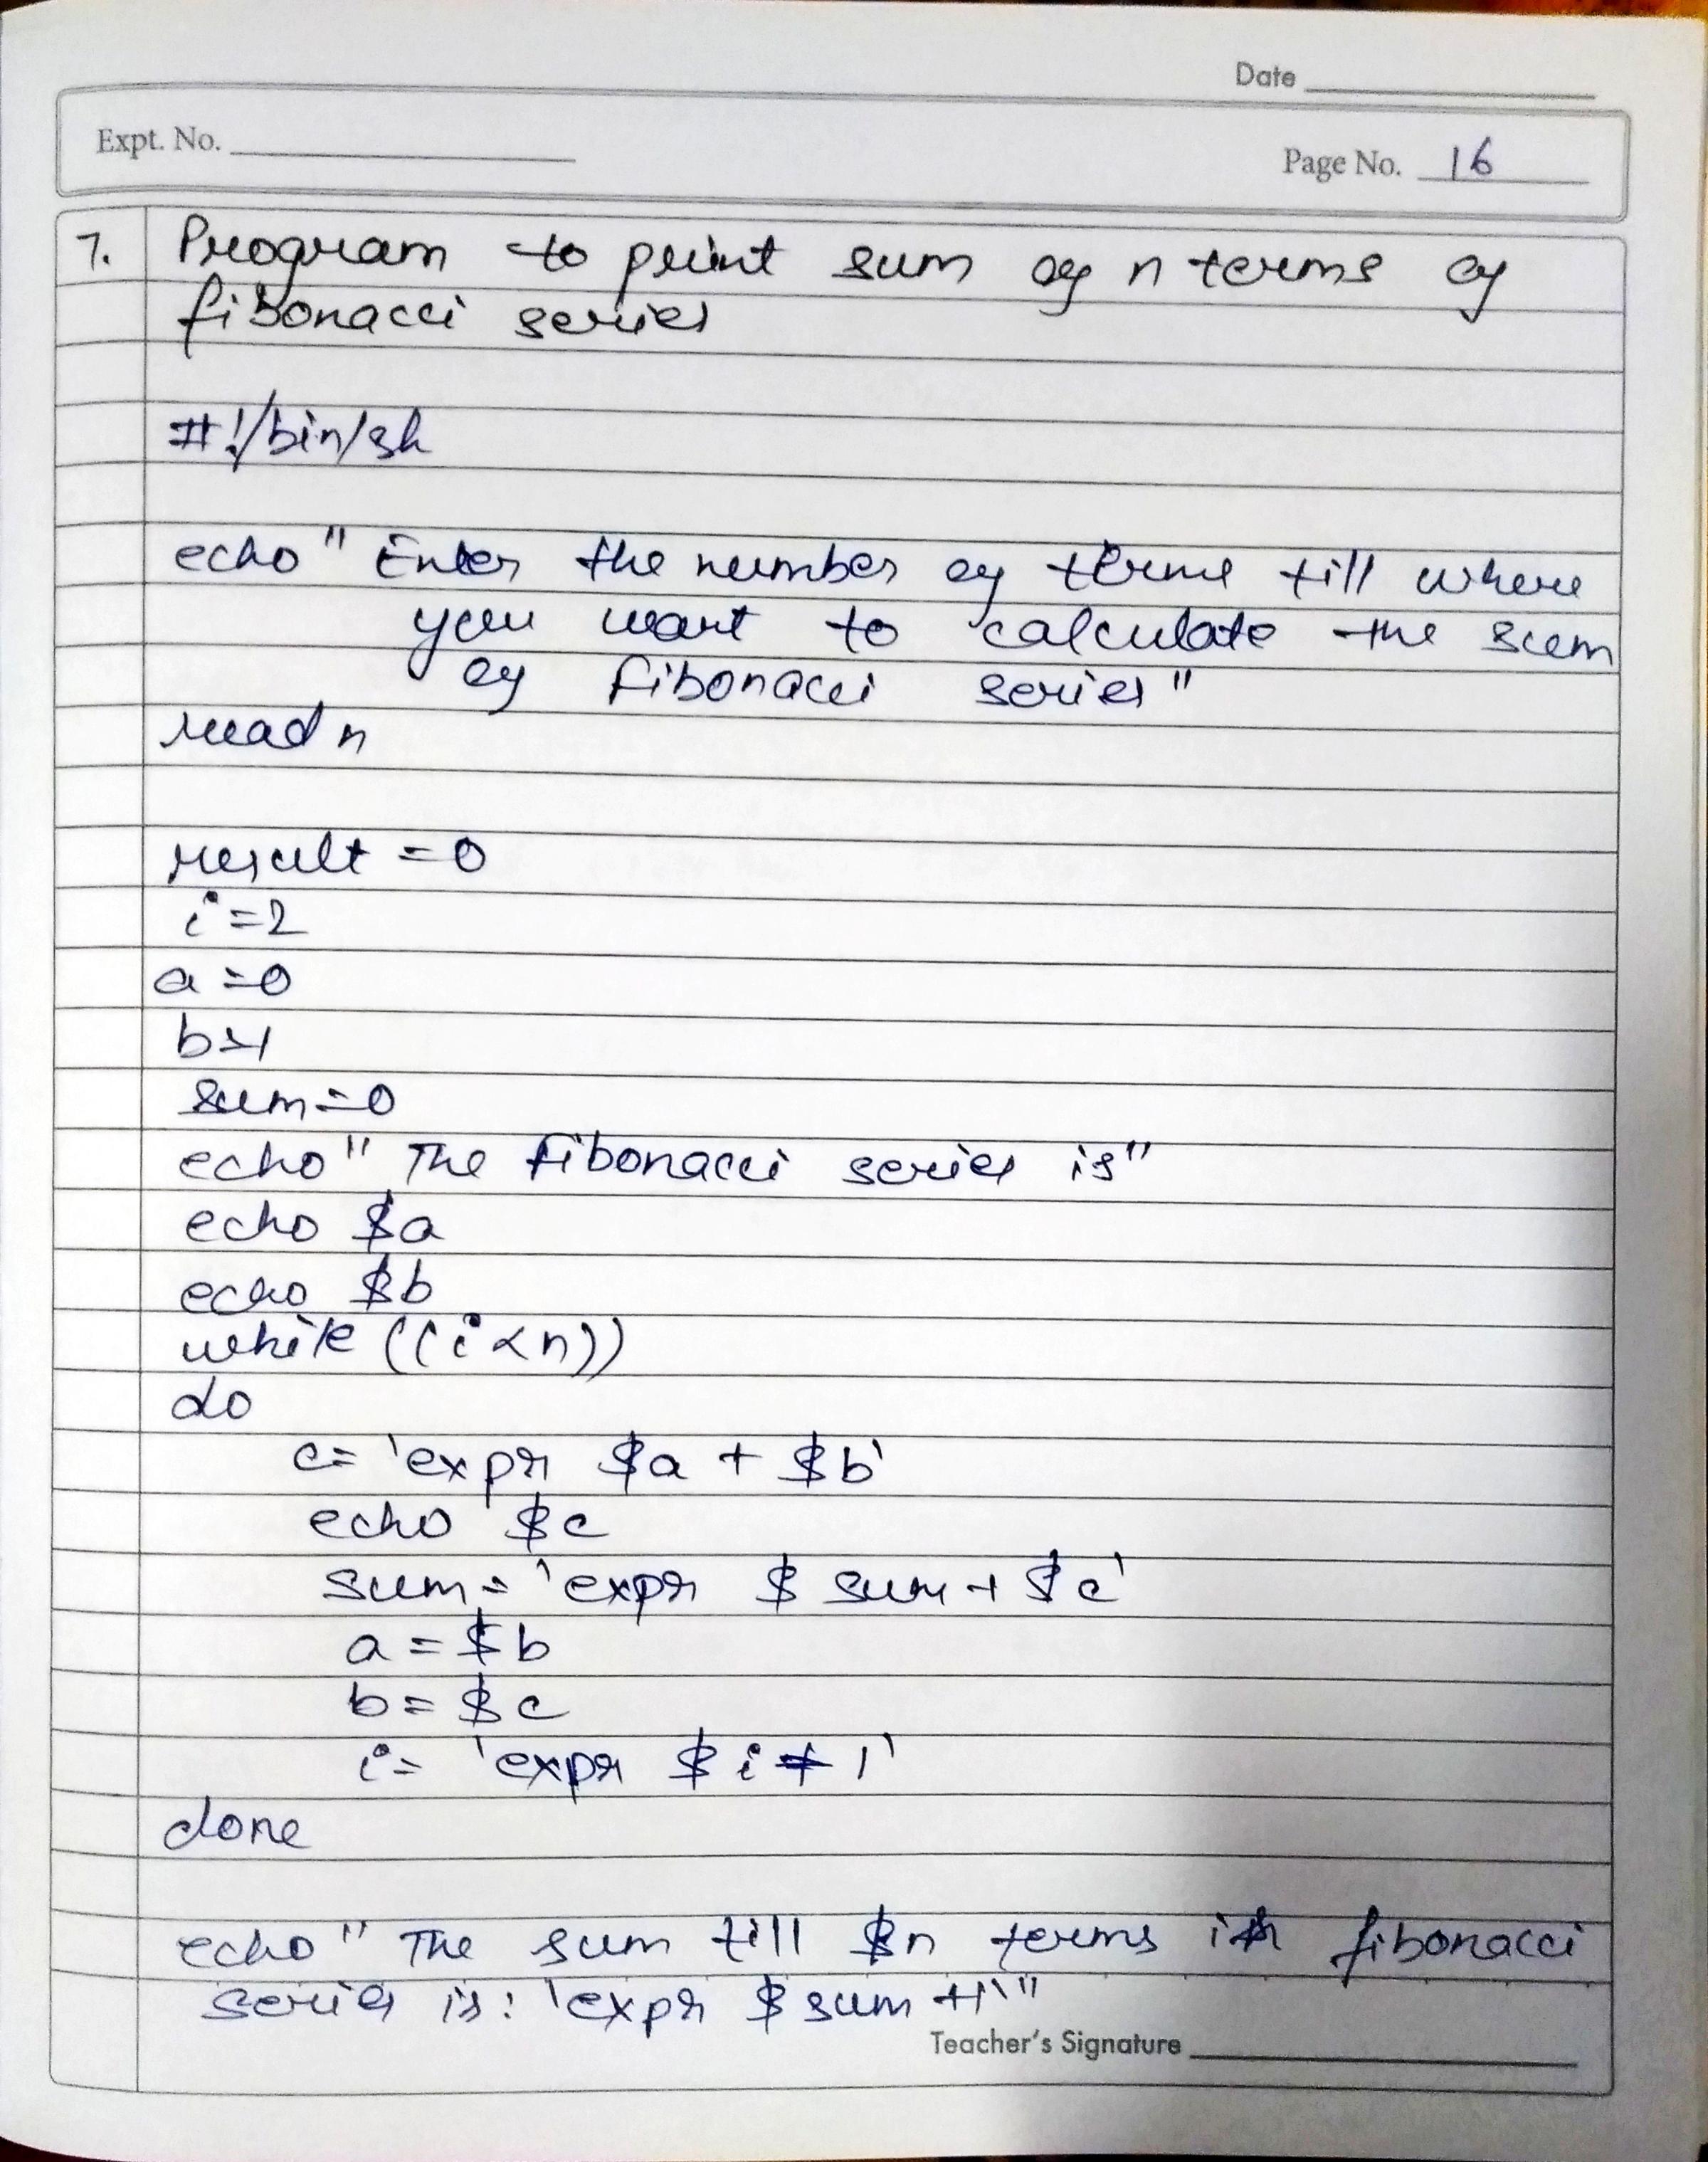 Date
Expt. No.
Page No. 16
7. Program to print sum of n terms of
fibonacci series
#!/bin/sh
echo " Enter the number of terms till where
you want to calculate the sum
of fibonacci series"
read n
result = 0
i = 2
a = 0
b=1
sum = 0
echo " The fibonacci series is"
echo $a
echo $b
while ((i < n))
do
c= `expr $a + $b`
echo $c
sum = `expr $ sum + $c`
a = $b
b = $c
i = `expr $i + 1`
done
echo " The sum till $n terms in fibonacci
series is: `expr $ sum +1`"
Teacher's Signature